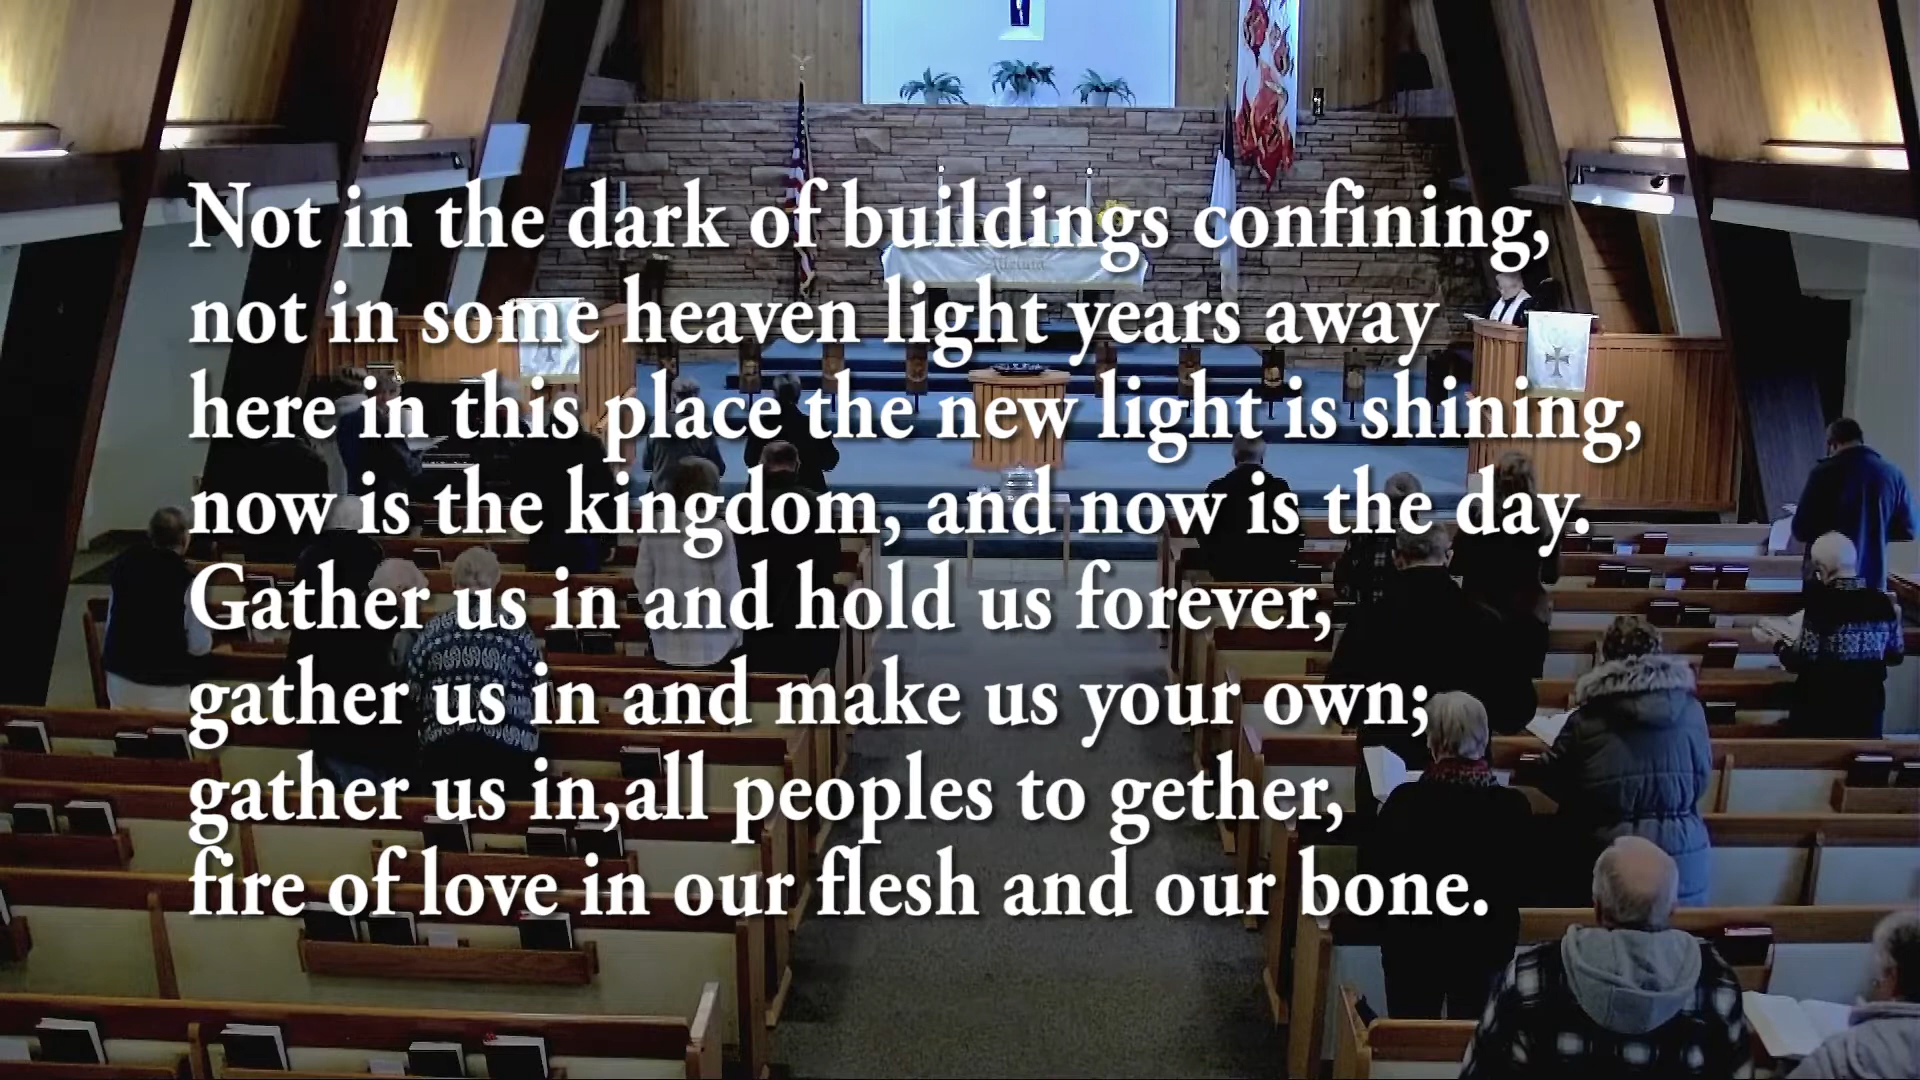 Not in the dark of buildings confining,
not in some heaven light years away
here in this place the new light is shining,
now is the kingdom, and now is the day.
Gather us in and hold us forever,
gather us in and make us your own;
gather us in,all peoples to gether,
fire of love in our flesh and our bone.